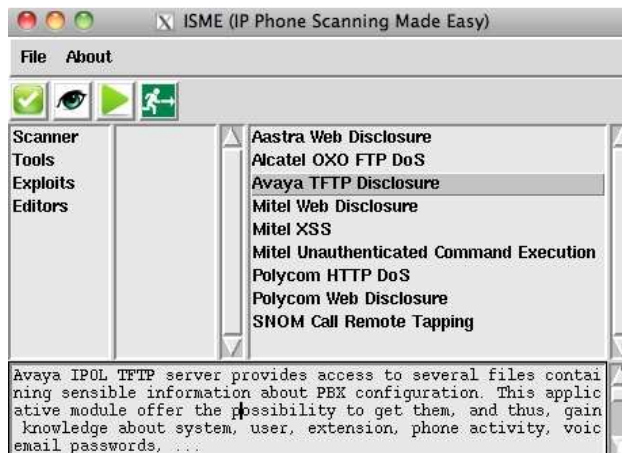 ISME (IP Phone Scanning Made Easy)
File About
Scanner
Tools
Exploits
Editors
Aastra Web Disclosure
Alcatel OXO FTP DoS
Avaya TFTP Disclosure
Mitel Web Disclosure
Mitel XSS
Mitel Unauthenticated Command Execution
Polycom HTTP DoS
Polycom Web Disclosure
SNOM Call Remote Tapping
Avaya IPOL TFTP server provides access to several files contai
ning sensible information about PBX configuration. This applic
ative module offer the possibility to get them, and thus, gain
knowledge about system, user, extension, phone activity, voic
email passwords, ...